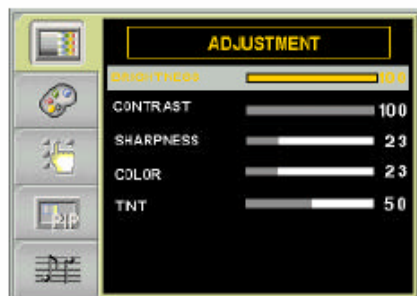 ADJUSTMENT
BRIGHTNESS 100
CONTRAST 100
SHARPNESS 23
COLOR 23
TNT 50
PIP